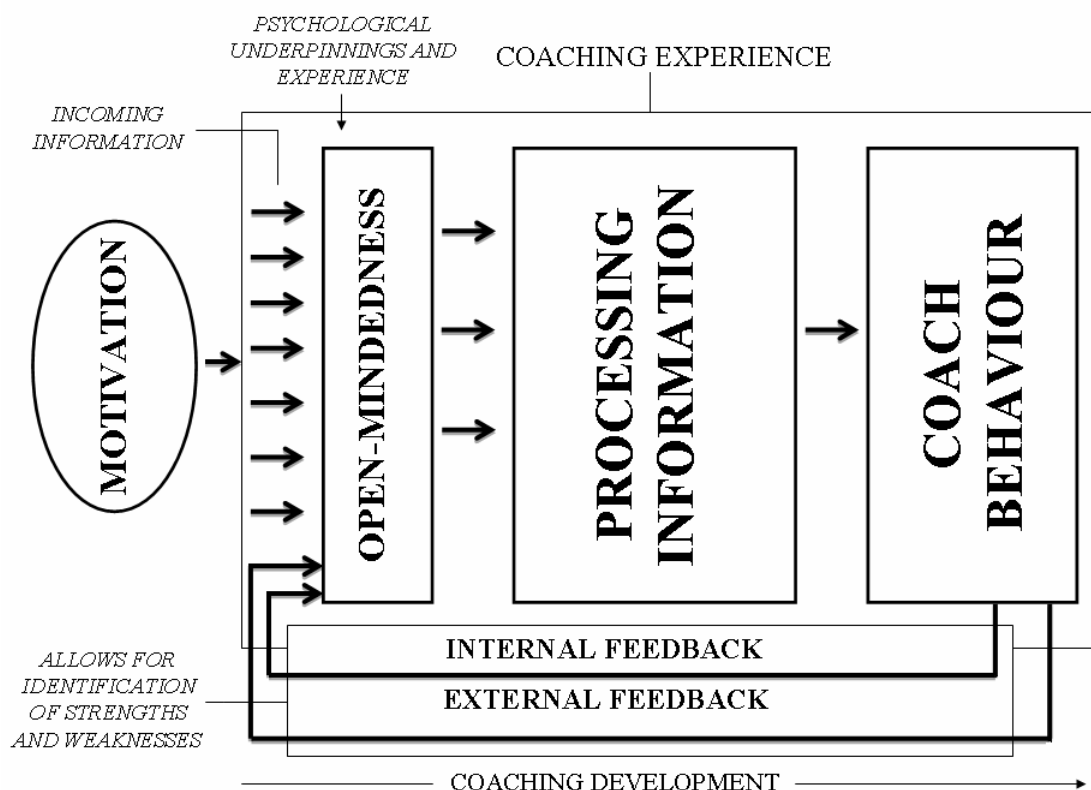 PSYCHOLOGICAL
UNDERPINNINGS AND
EXPERIENCE
COACHING EXPERIENCE
INCOMING
INFORMATION
MOTIVATION
OPEN-MINDEDNESS
PROCESSING
INFORMATION
COACH
BEHAVIOUR
INTERNAL FEEDBACK
EXTERNAL FEEDBACK
ALLOWS FOR
IDENTIFICATION
OF STRENGTHS
AND WEAKNESSES
COACHING DEVELOPMENT